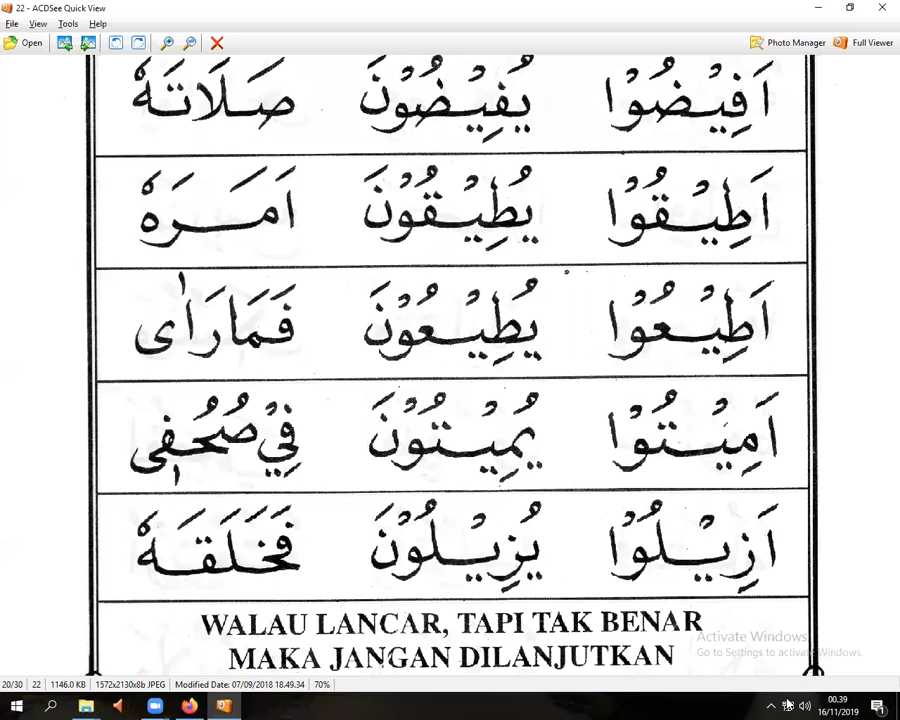 22 - ACDSee Quick View
File View Tools Help
Open Photo Manager Full Viewer
اَفِيْضُوْا يُفِيْضُوْنَ صَلَاتَهٗ
اَطِيْقُوْا يُطِيْقُوْنَ اَمَرَهٗ
اَطِيْعُوْا يُطِيْعُوْنَ فَمَارَاٰى
اَمِيْتُوْا يُمِيْتُوْنَ فِيْ صُحُفٖى
اَزِيْلُوْا يُزِيْلُوْنَ فَخَلَقَهٗ
WALAU LANCAR, TAPI TAK BENAR
MAKA JANGAN DILANJUTKAN
Activate Windows
Go to Settings to activate Windows.
20/30 22 1146.0 KB 1572x2130x8b JPEG Modified Date: 07/09/2018 18.49.34 70%
00.39
16/11/2019
1